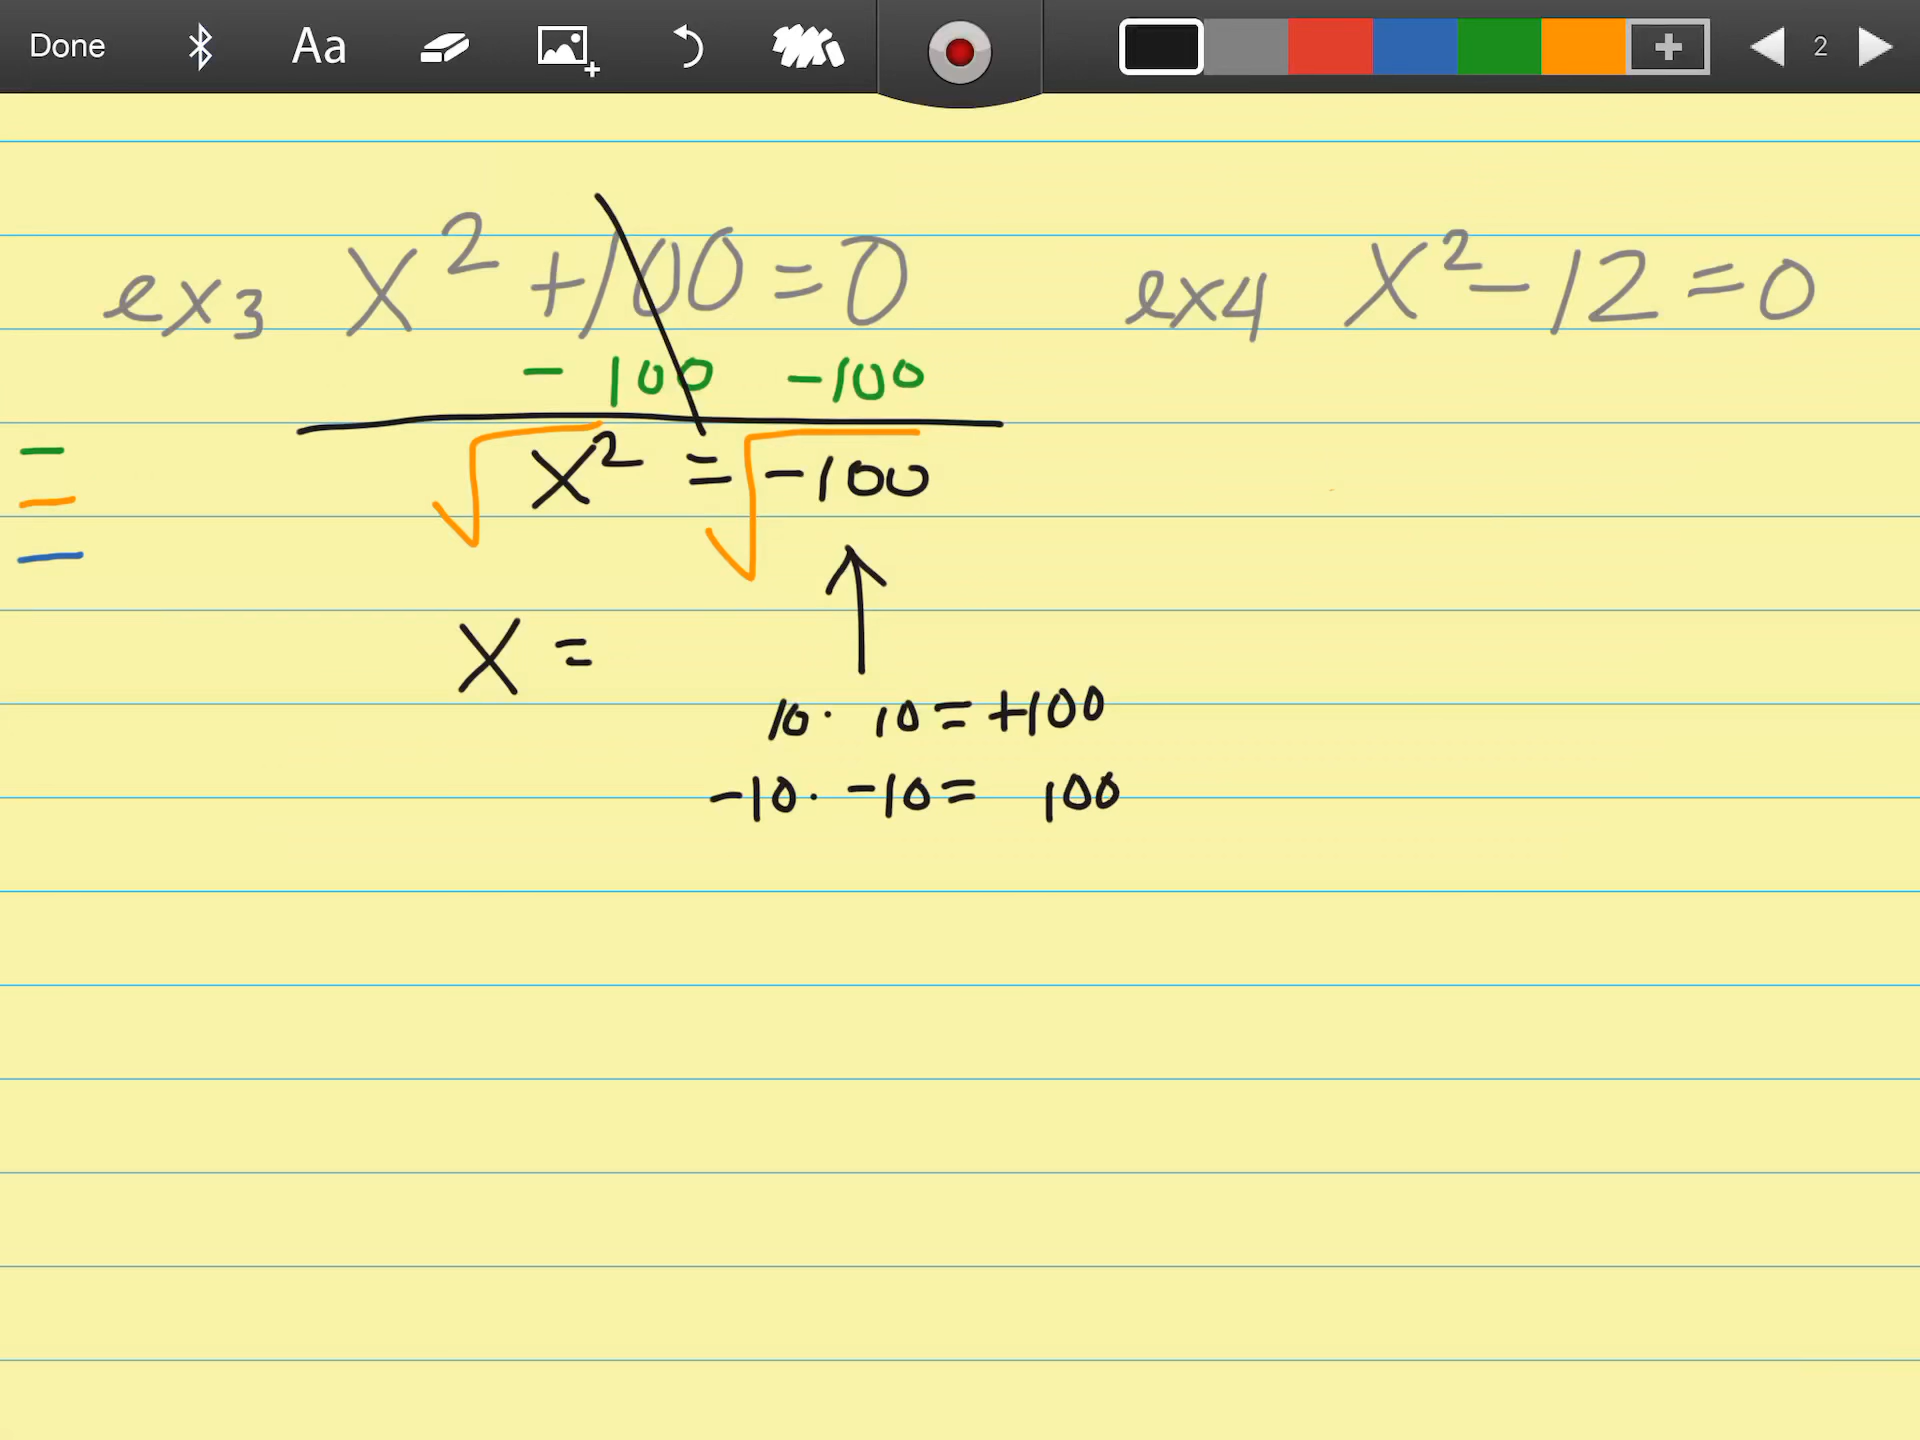 Done Aa 2
ex3 x² + 100 = 0
- 100 -100
√x² = √-100
x =
10 · 10 = +100
-10 · -10 = 100
ex4 x² - 12 = 0